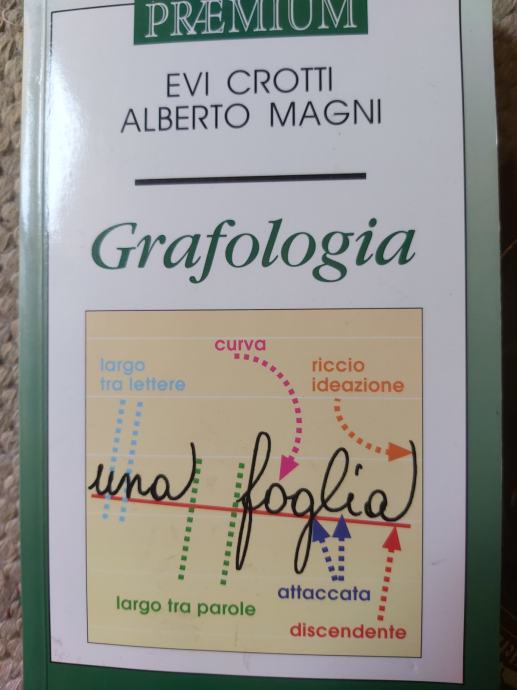 PRÆMIUM
EVI CROTTI
ALBERTO MAGNI
Grafologia
curva
largo
tra lettere
riccio
ideazione
una foglia
attaccata
largo tra parole
discendente